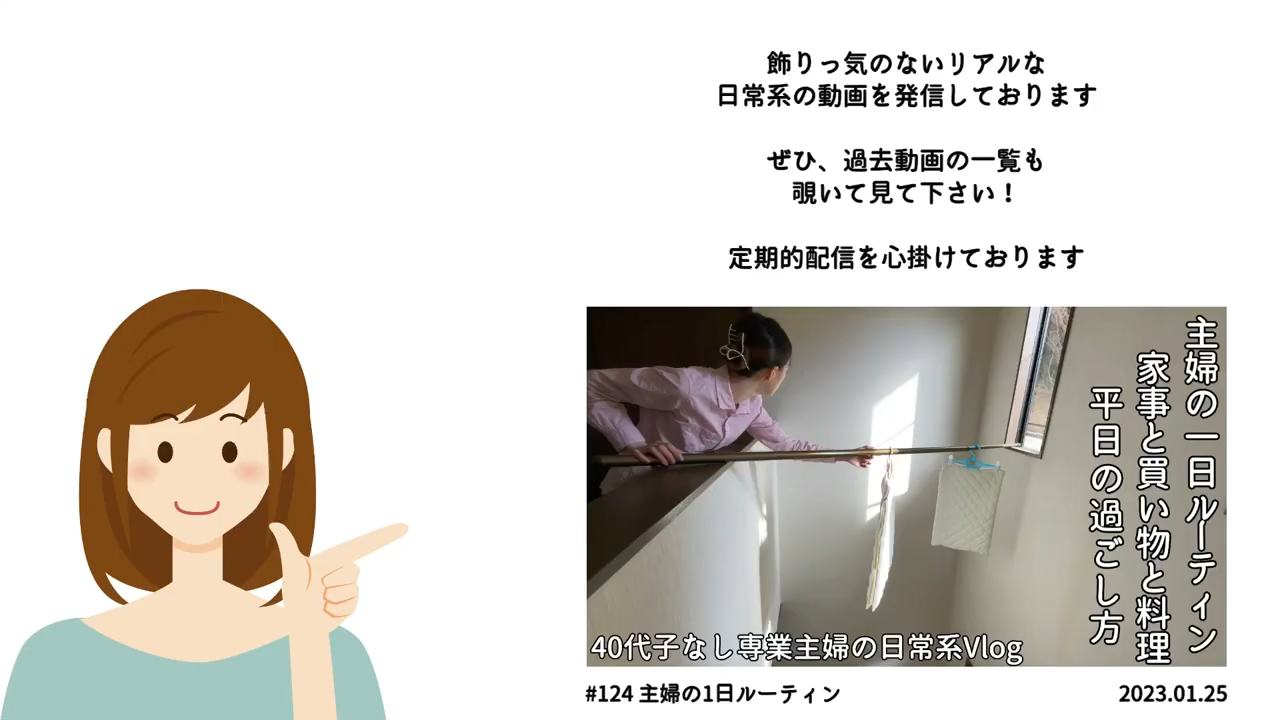 飾りっ気のないリアルな
日常系の動画を発信しております
ぜひ、過去動画の一覧も
覗いて見て下さい！
定期的配信を心掛けております
主婦の一日ルーティン
家事と買い物と料理
平日の過ごし方
40代子なし専業主婦の日常系Vlog
#124 主婦の1日ルーティン
2023.01.25